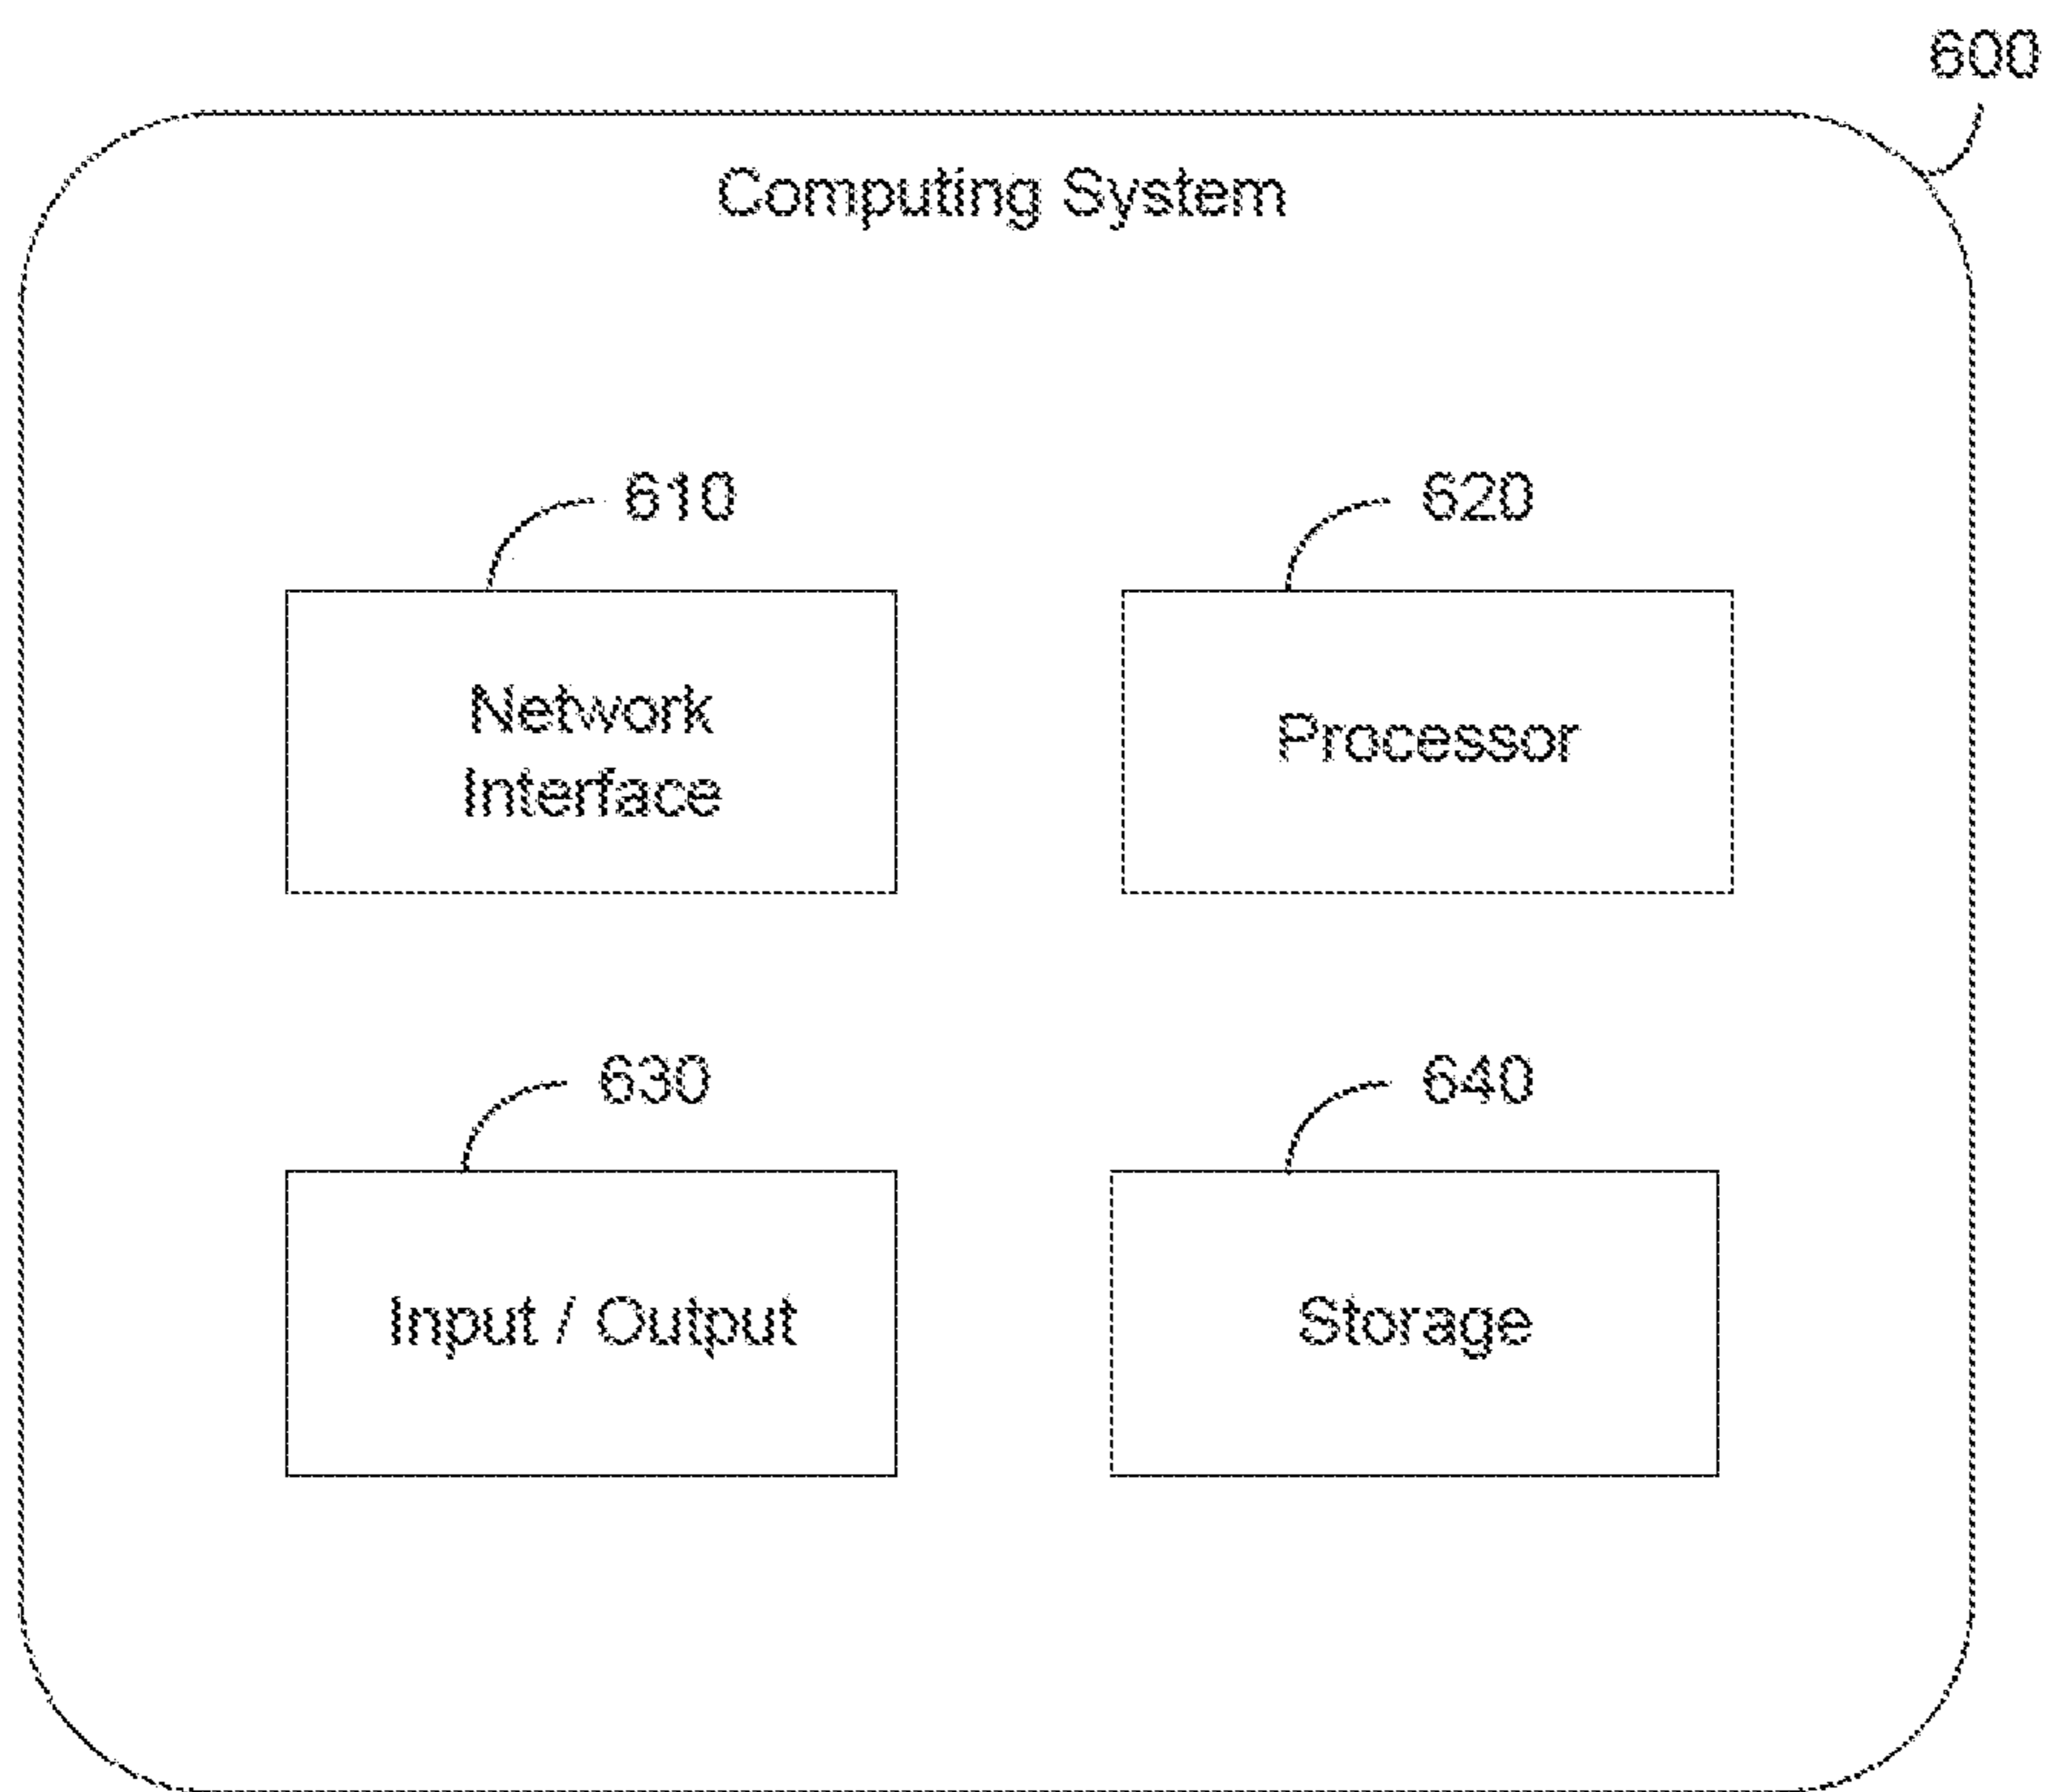 600
Computing System
610
620
Network
Interface
Processor
630
640
Input / Output
Storage